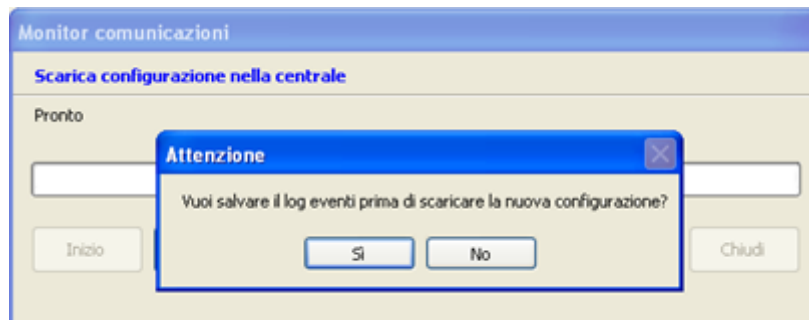 Monitor comunicazioni
Scarica configurazione nella centrale
Pronto
Attenzione
Vuoi salvare il log eventi prima di scaricare la nuova configurazione?
Inizio
Sì
No
Chiudi